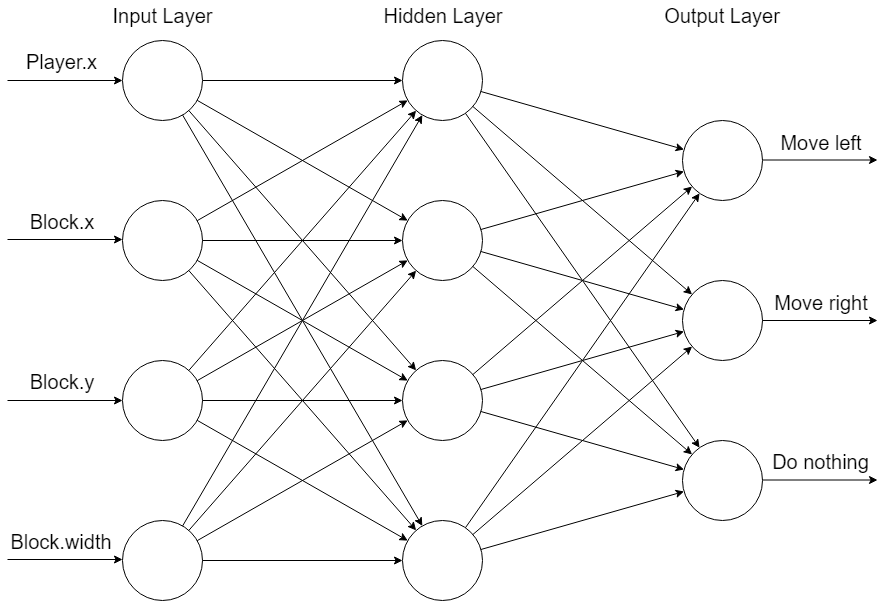 Input Layer
Hidden Layer
Output Layer
Player.x
Block.x
Block.y
Block.width
Move left
Move right
Do nothing